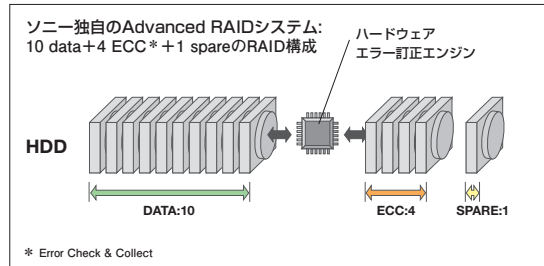 ソニー独自のAdvanced RAIDシステム:
10 data＋4 ECC＊＋1 spareのRAID構成
ハードウェア
エラー訂正エンジン
HDD
DATA:10
ECC:4
SPARE:1
＊ Error Check & Collect